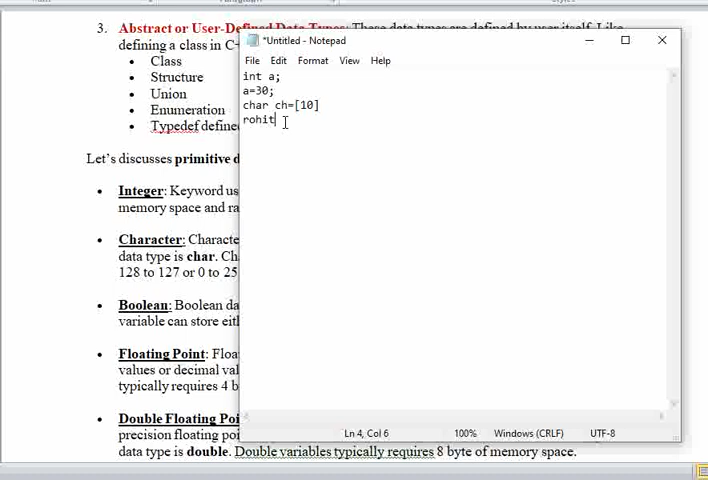 3. Abstract or User-Defined Data Types: These data types are defined by user itself. Like
defining a class in C+
• Class
• Structure
• Union
• Enumeration
• Typedef define
Let's discusses primitive d
• Integer: Keyword us
memory space and ra
• Character: Characte
data type is char. Ch
128 to 127 or 0 to 25
• Boolean: Boolean da
variable can store eit
• Floating Point: Floa
values or decimal val
typically requires 4 b
• Double Floating Poi
precision floating poi
data type is double. Double variables typically requires 8 byte of memory space.
*Untitled - Notepad
File Edit Format View Help
int a;
a=30;
char ch=[10]
rohit
Ln 4, Col 6 100% Windows (CRLF) UTF-8